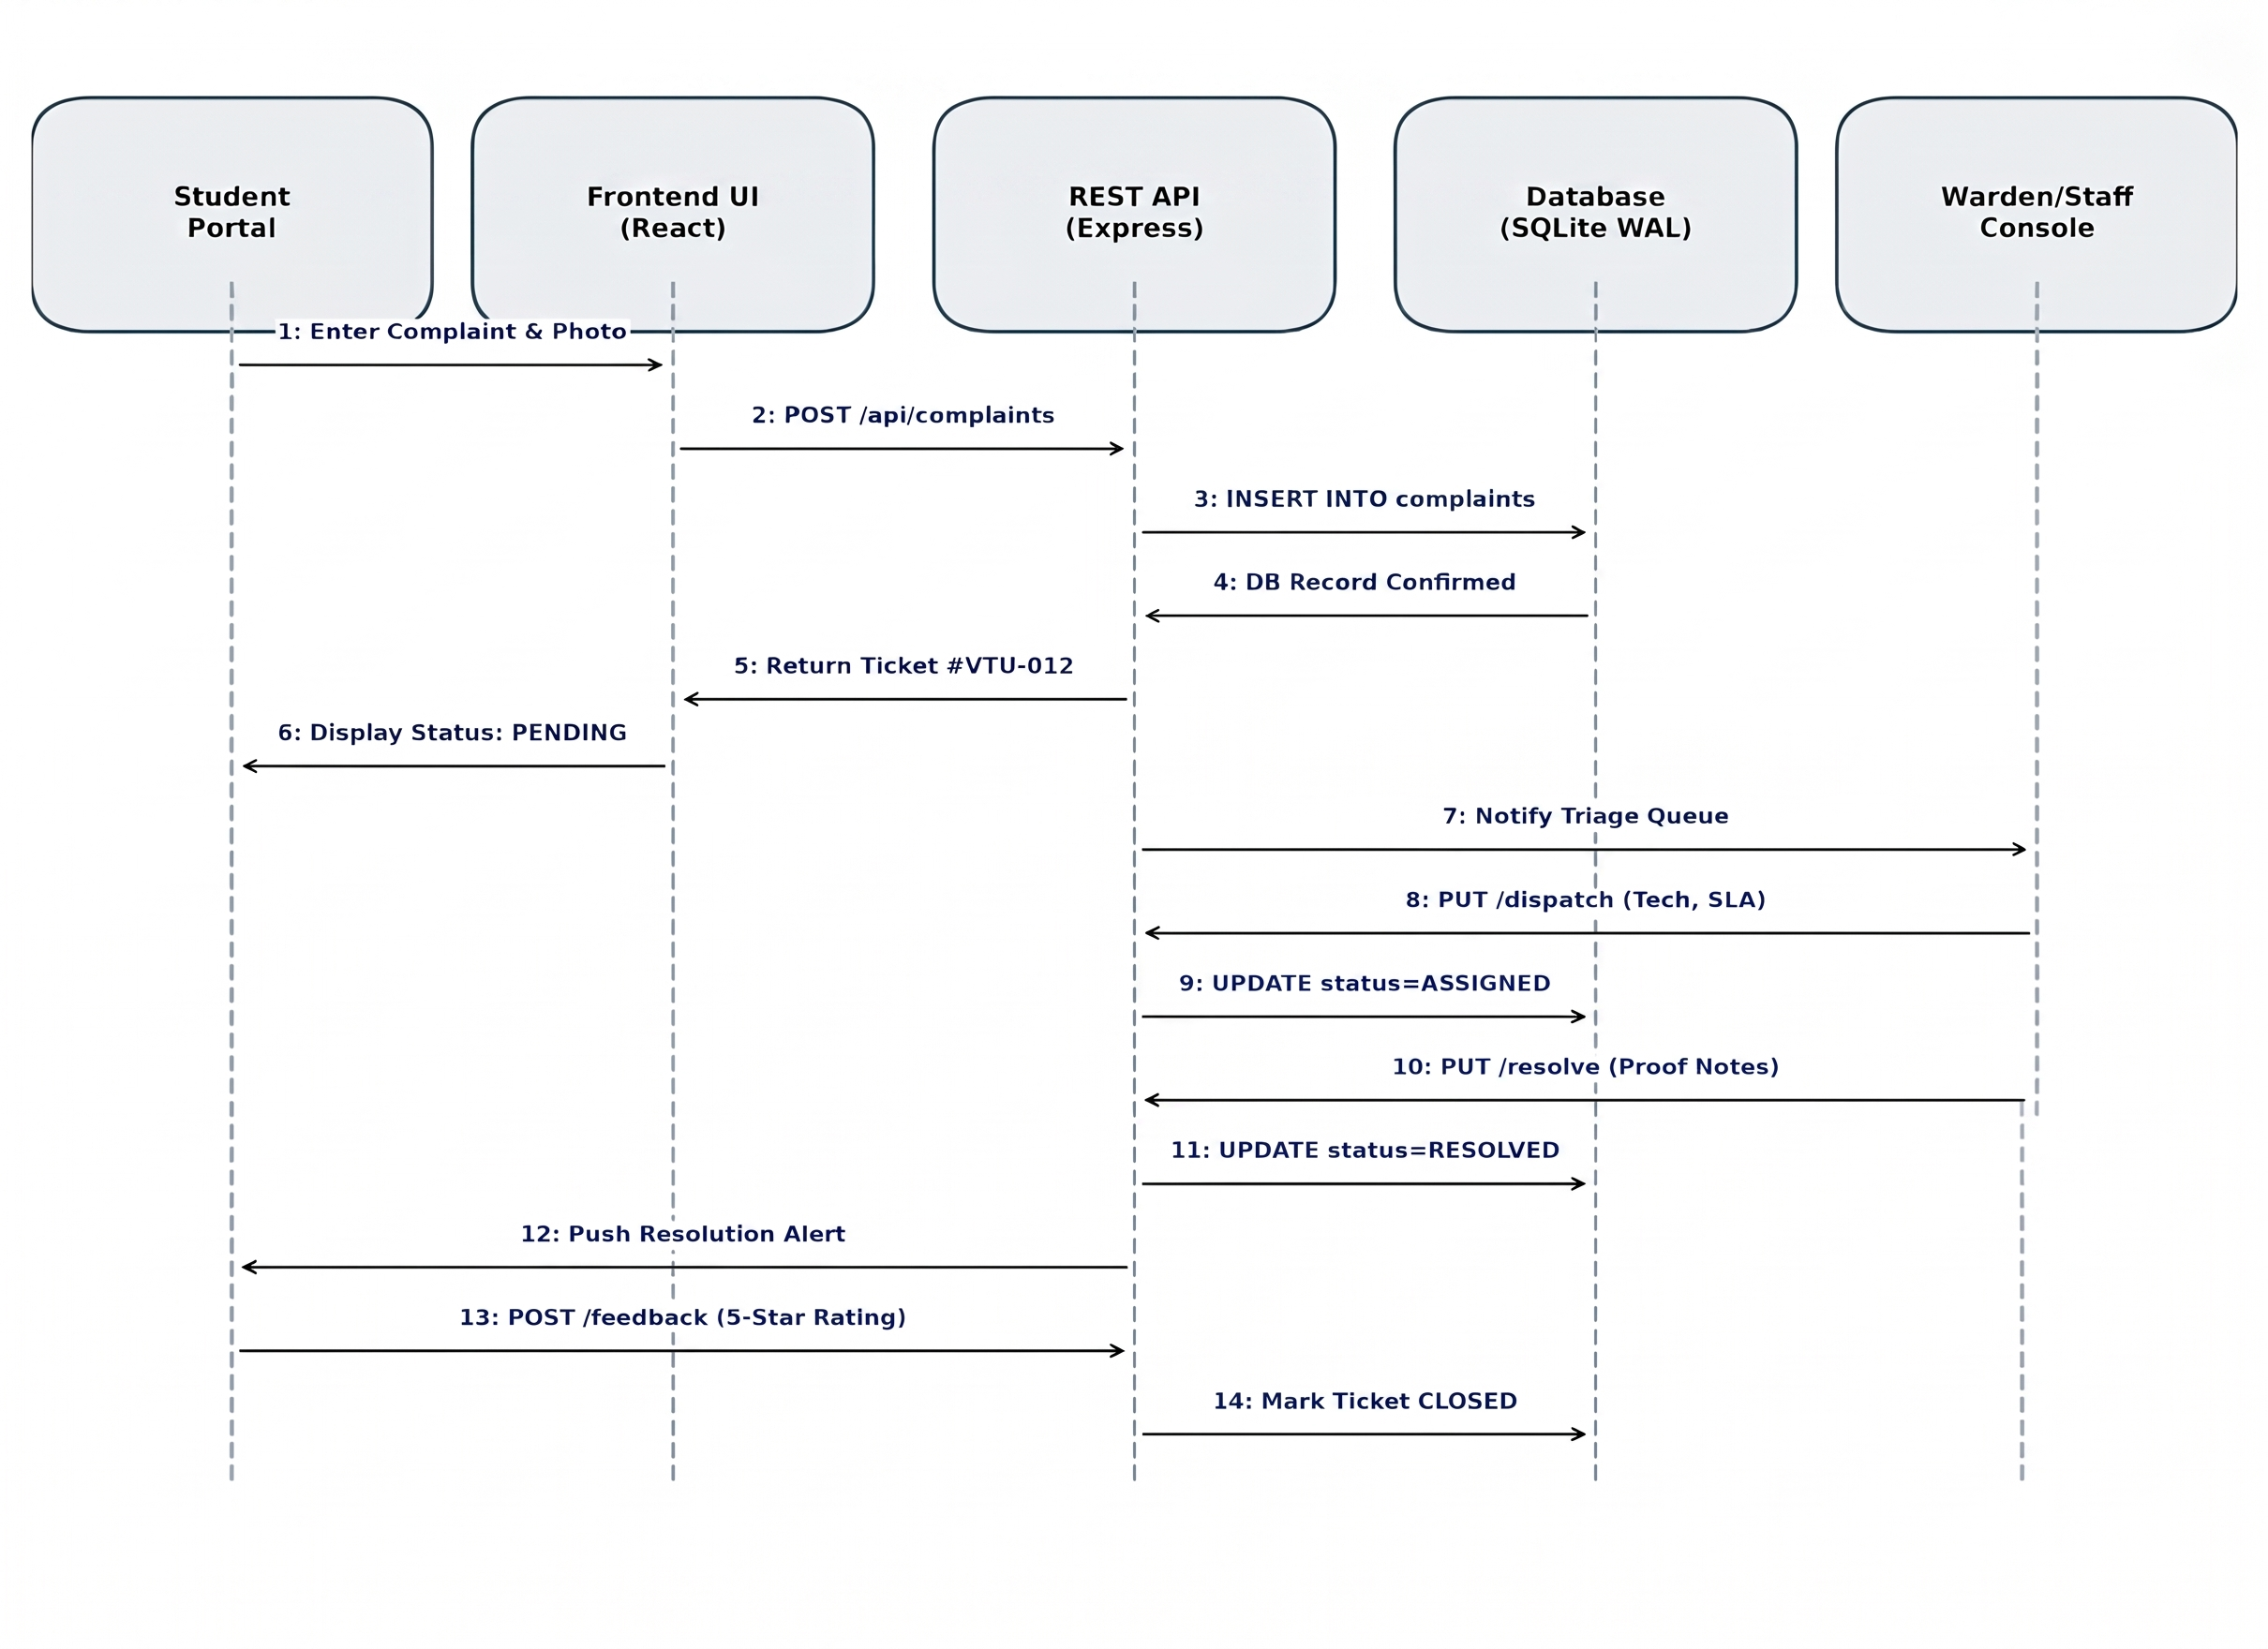 Student
Portal
Frontend UI
(React)
REST API
(Express)
Database
(SQLite WAL)
Warden/Staff
Console
1: Enter Complaint & Photo
2: POST /api/complaints
3: INSERT INTO complaints
4: DB Record Confirmed
5: Return Ticket #VTU-012
6: Display Status: PENDING
7: Notify Triage Queue
8: PUT /dispatch (Tech, SLA)
9: UPDATE status=ASSIGNED
10: PUT /resolve (Proof Notes)
11: UPDATE status=RESOLVED
12: Push Resolution Alert
13: POST /feedback (5-Star Rating)
14: Mark Ticket CLOSED